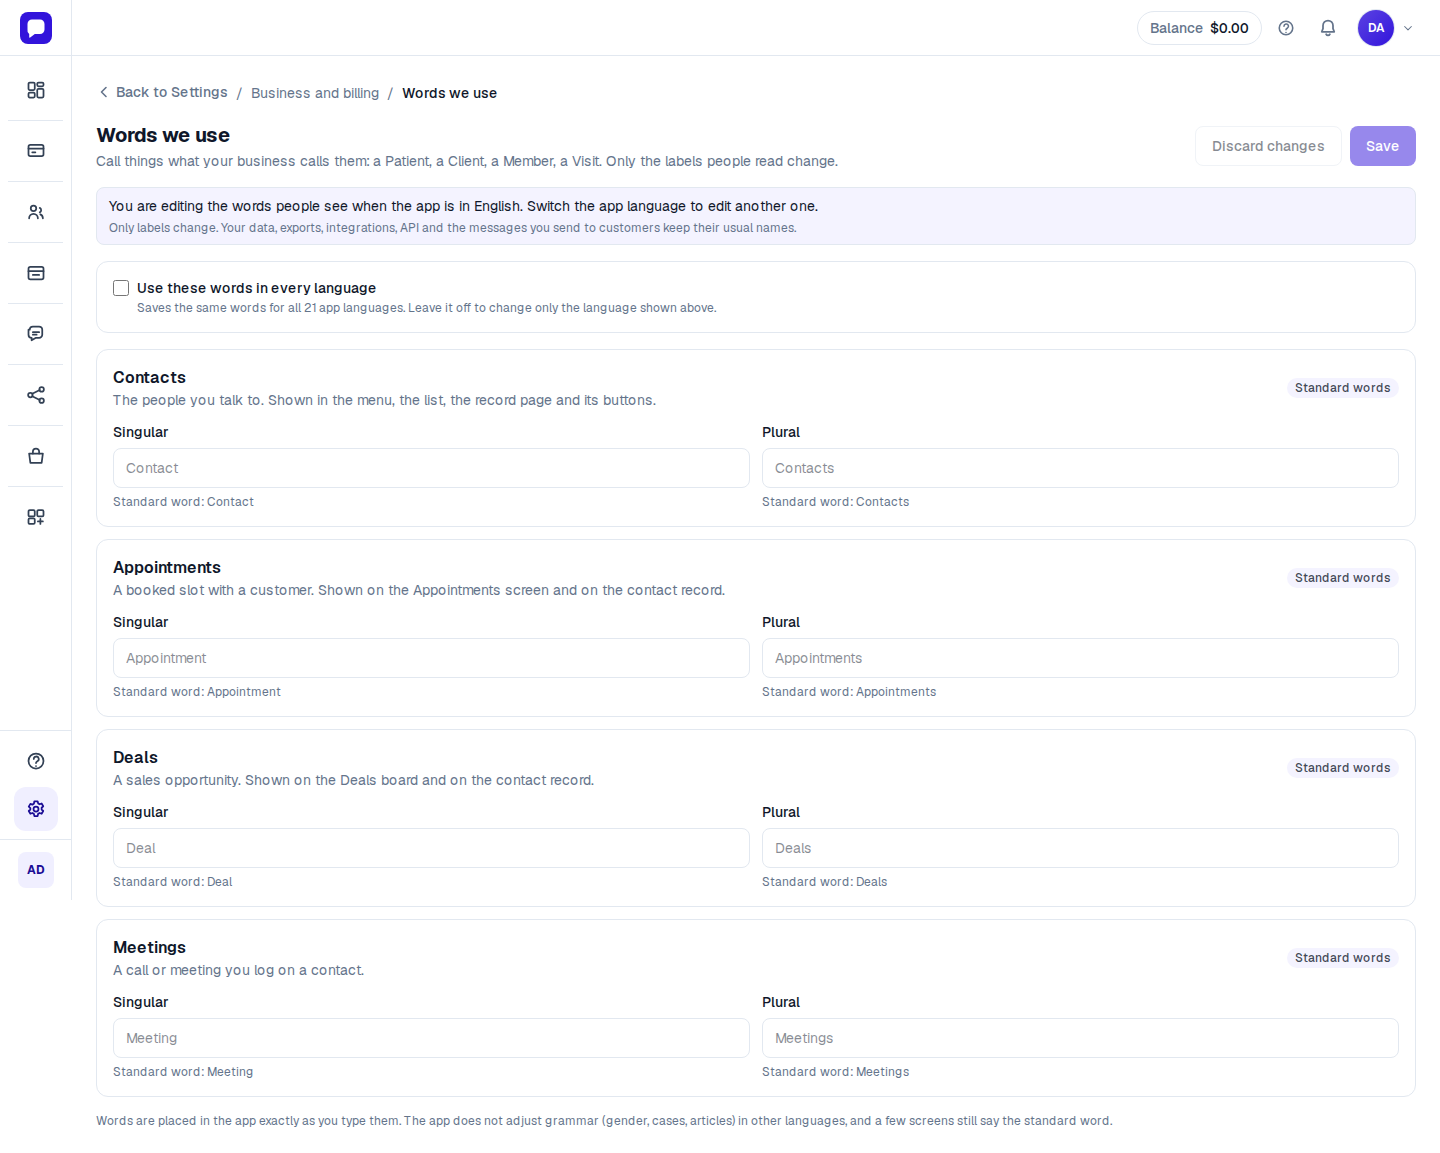 Balance $0.00
DA
Back to Settings / Business and billing / Words we use
Words we use
Call things what your business calls them: a Patient, a Client, a Member, a Visit. Only the labels people read change.
Discard changes
Save
You are editing the words people see when the app is in English. Switch the app language to edit another one.
Only labels change. Your data, exports, integrations, API and the messages you send to customers keep their usual names.
Use these words in every language
Saves the same words for all 21 app languages. Leave it off to change only the language shown above.
Contacts
The people you talk to. Shown in the menu, the list, the record page and its buttons.
Standard words
Singular
Plural
Contact
Contacts
Standard word: Contact
Standard word: Contacts
Appointments
A booked slot with a customer. Shown on the Appointments screen and on the contact record.
Standard words
Singular
Plural
Appointment
Appointments
Standard word: Appointment
Standard word: Appointments
Deals
A sales opportunity. Shown on the Deals board and on the contact record.
Standard words
Singular
Plural
Deal
Deals
Standard word: Deal
Standard word: Deals
AD
Meetings
A call or meeting you log on a contact.
Standard words
Singular
Plural
Meeting
Meetings
Standard word: Meeting
Standard word: Meetings
Words are placed in the app exactly as you type them. The app does not adjust grammar (gender, cases, articles) in other languages, and a few screens still say the standard word.